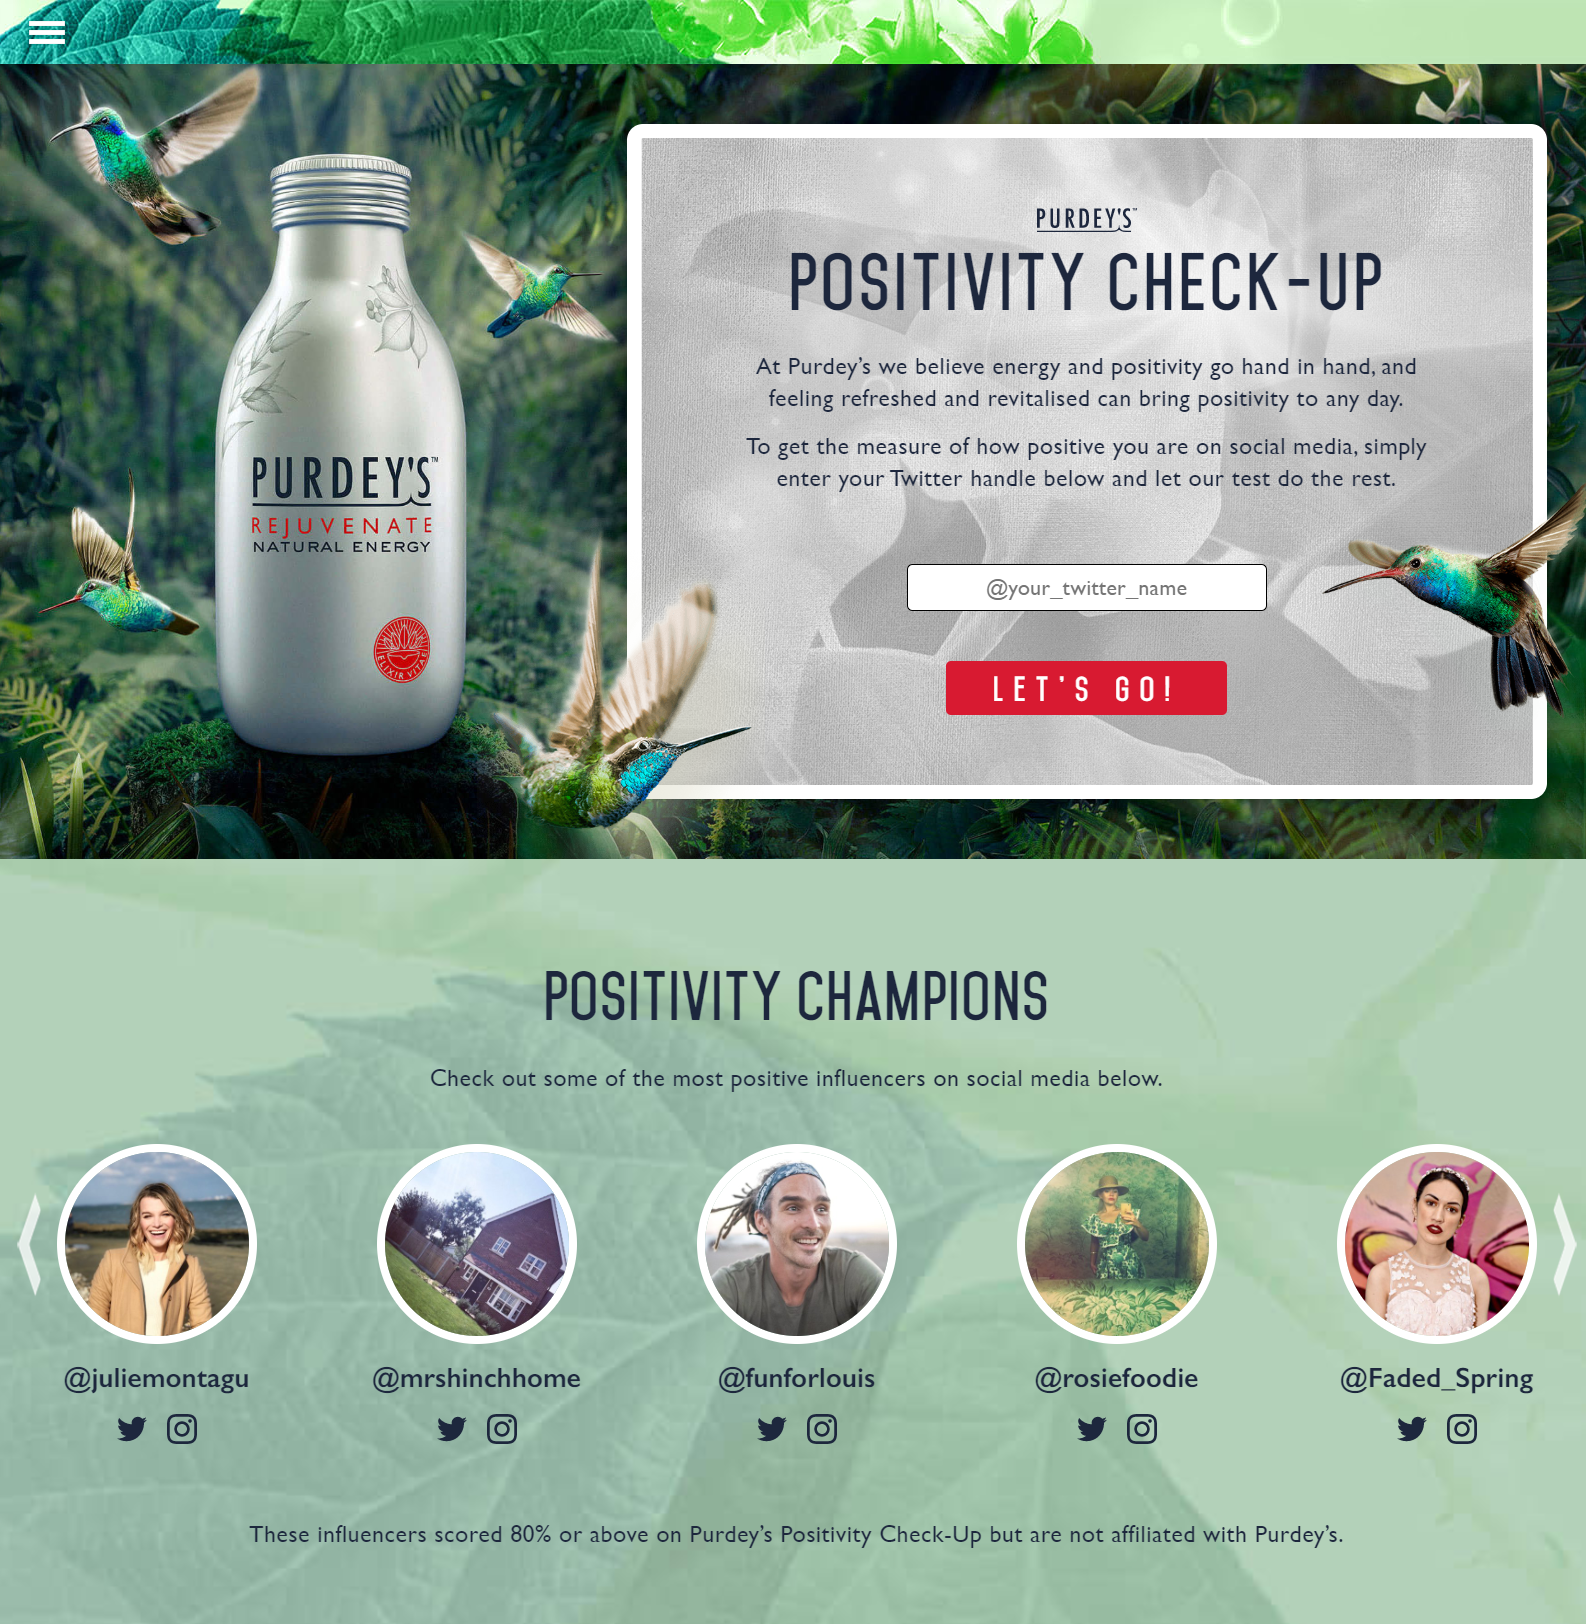 PURDEY'S™
POSITIVITY CHECK-UP
At Purdey's we believe energy and positivity go hand in hand, and
feeling refreshed and revitalised can bring positivity to any day.
To get the measure of how positive you are on social media, simply
enter your Twitter handle below and let our test do the rest.
@your_twitter_name
LET'S GO!
PURDEY'S™
REJUVENATE
NATURAL ENERGY
ELIXIR VITAE
POSITIVITY CHAMPIONS
Check out some of the most positive influencers on social media below.
@juliemontagu
@mrshinchhome
@funforlouis
@rosiefoodie
@Faded_Spring
These influencers scored 80% or above on Purdey's Positivity Check-Up but are not affiliated with Purdey's.